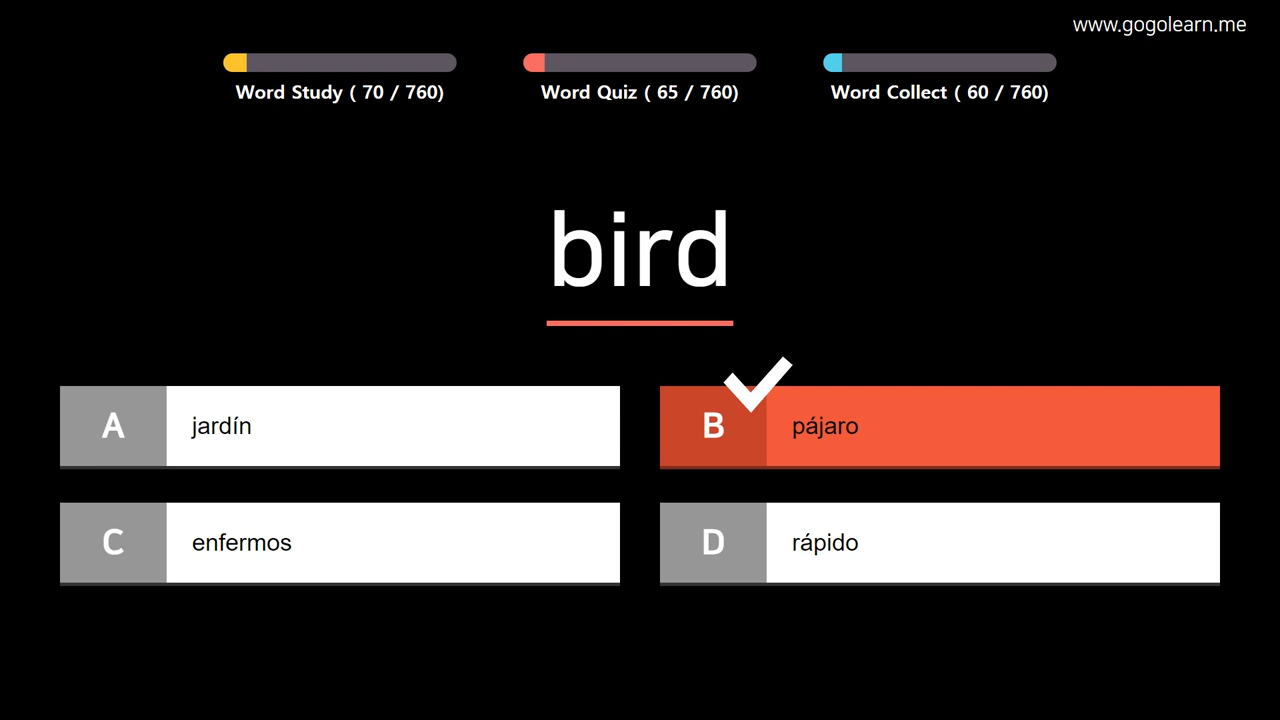 www.gogolearn.me
Word Study ( 70 / 760)
Word Quiz ( 65 / 760)
Word Collect ( 60 / 760)
bird
A jardín
B pájaro
C enfermos
D rápido